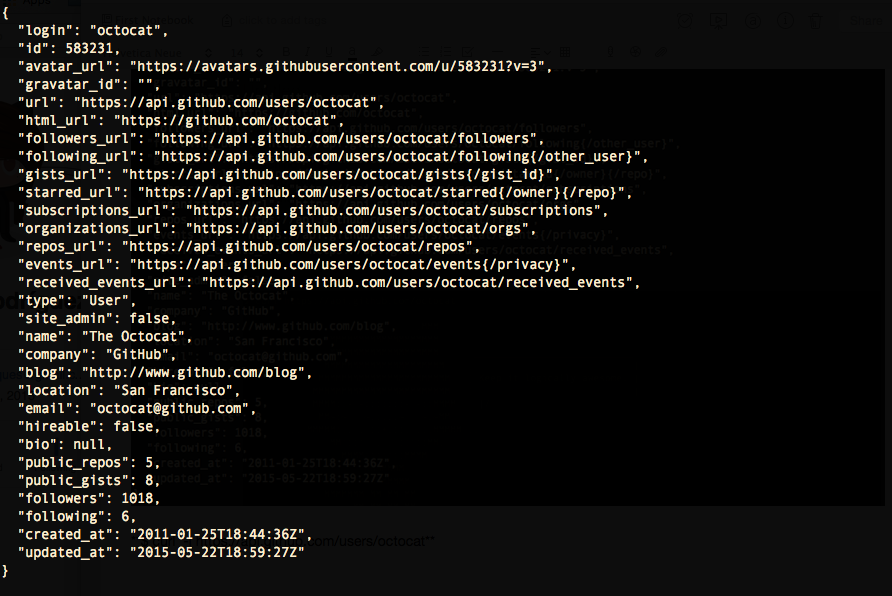 {
  "login": "octocat",
  "id": 583231,
  "avatar_url": "https://avatars.githubusercontent.com/u/583231?v=3",
  "gravatar_id": "",
  "url": "https://api.github.com/users/octocat",
  "html_url": "https://github.com/octocat",
  "followers_url": "https://api.github.com/users/octocat/followers",
  "following_url": "https://api.github.com/users/octocat/following{/other_user}",
  "gists_url": "https://api.github.com/users/octocat/gists{/gist_id}",
  "starred_url": "https://api.github.com/users/octocat/starred{/owner}{/repo}",
  "subscriptions_url": "https://api.github.com/users/octocat/subscriptions",
  "organizations_url": "https://api.github.com/users/octocat/orgs",
  "repos_url": "https://api.github.com/users/octocat/repos",
  "events_url": "https://api.github.com/users/octocat/events{/privacy}",
  "received_events_url": "https://api.github.com/users/octocat/received_events",
  "type": "User",
  "site_admin": false,
  "name": "The Octocat",
  "company": "GitHub",
  "blog": "http://www.github.com/blog",
  "location": "San Francisco",
  "email": "octocat@github.com",
  "hireable": false,
  "bio": null,
  "public_repos": 5,
  "public_gists": 8,
  "followers": 1018,
  "following": 6,
  "created_at": "2011-01-25T18:44:36Z",
  "updated_at": "2015-05-22T18:59:27Z"
}